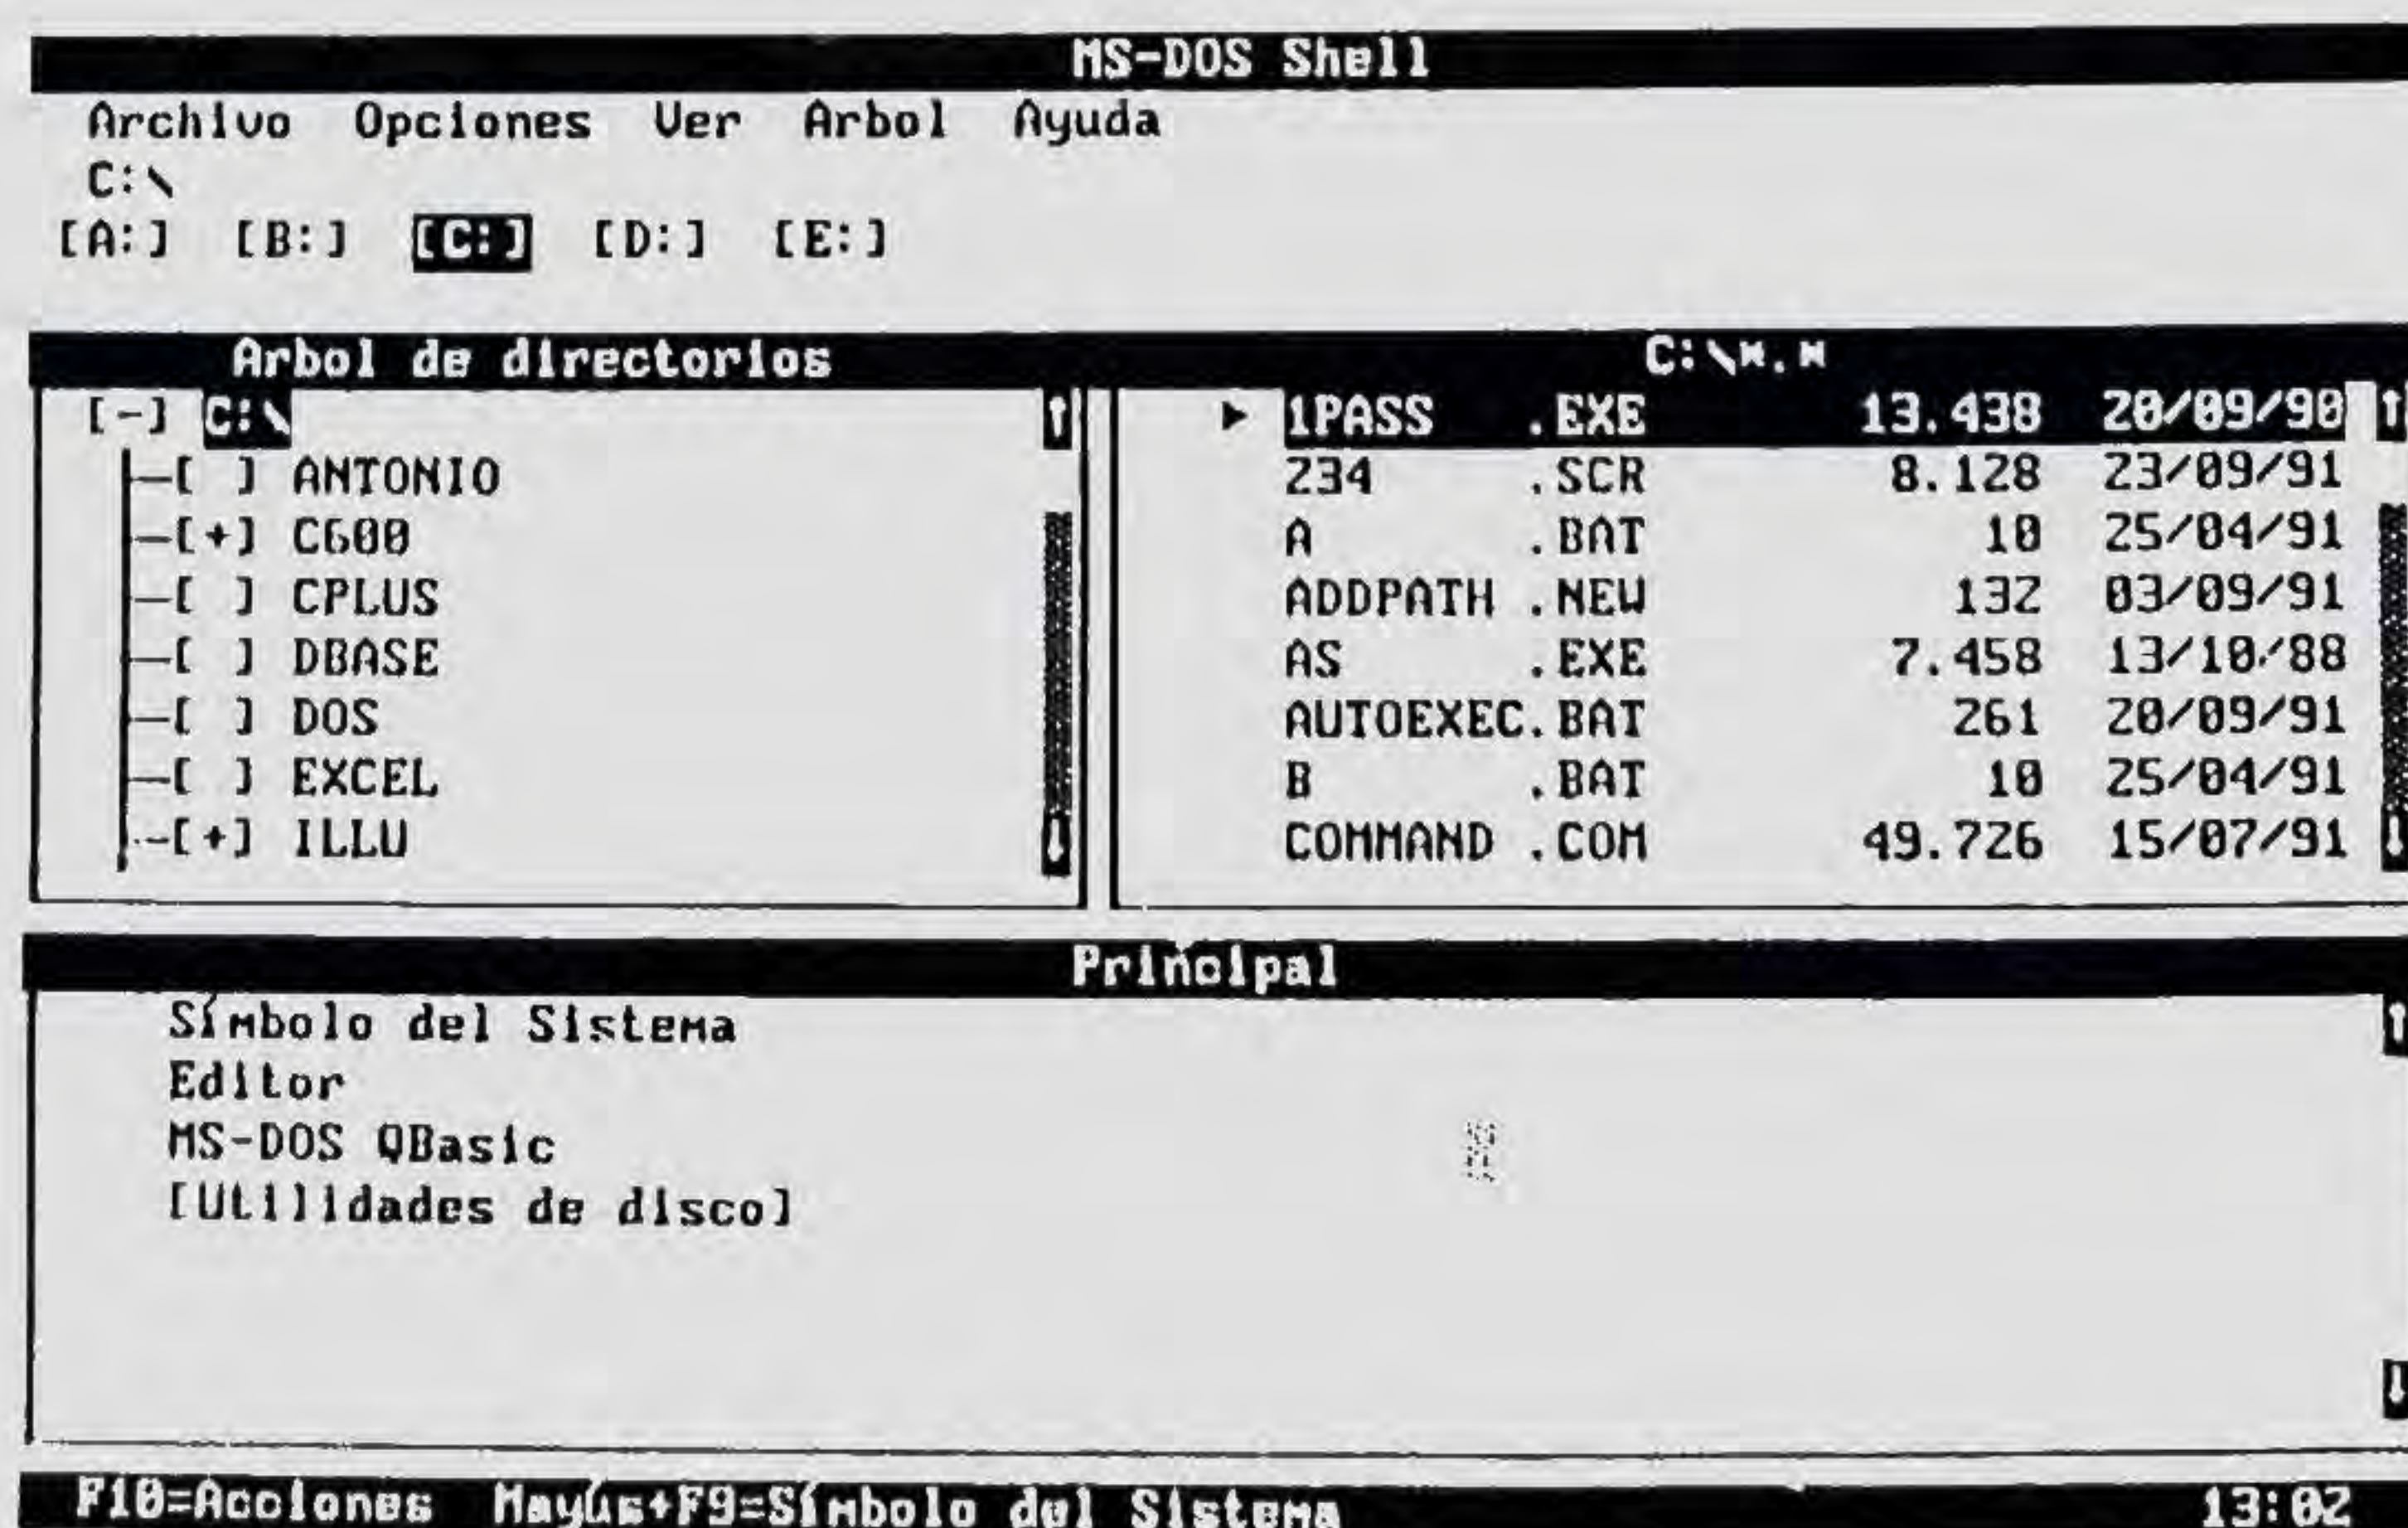 MS-DOS Shell
Archivo Opciones Ver Arbol Ayuda
C:\
[A:] [B:] [C:] [D:] [E:]
Arbol de directorios
[-] C:\
[ ] ANTONIO
[+] C600
[ ] CPLUS
[ ] DBASE
[ ] DOS
[ ] EXCEL
[+] ILLU
C:\*.*
► 1PASS .EXE 13.438 20/09/90
234 .SCR 8.128 23/09/91
A .BAT 10 25/04/91
ADDPATH .NEW 132 03/09/91
AS .EXE 7.458 13/10/88
AUTOEXEC.BAT 261 20/09/91
B .BAT 10 25/04/91
COMMAND .COM 49.726 15/07/91
Principal
Símbolo del Sistema
Editor
MS-DOS QBasic
[Utilidades de disco]
F10=Acciones Mayús+F9=Símbolo del Sistema 13:02